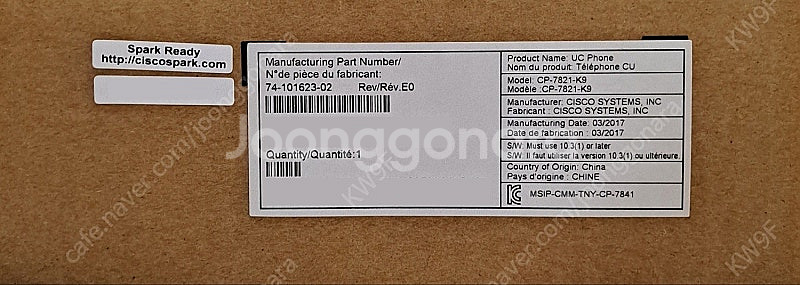 Spark Ready
http://ciscospark.com
Manufacturing Part Number/
N°de pièce du fabricant:
74-101623-02 Rev/Rév.E0
Quantity/Quantité:1
Product Name: UC Phone
Nom du produit: Téléphone CU
Model: CP-7821-K9
Modèle :CP-7821-K9
Manufacturer: CISCO SYSTEMS, INC
Fabricant : CISCO SYSTEMS, INC
Manufacturing Date: 03/2017
Date de fabrication : 03/2017
S/W: Must use 10.3(1) or later
S/W: Il faut utiliser la version 10.3(1) ou ultérieure.
Country of Origin: China
Pays d'origine : CHINE
MSIP-CMM-TNY-CP-7841
Joonggonara
cafe.naver.com/joonggonara
KW9F
KW9F
KW9F
KW9F